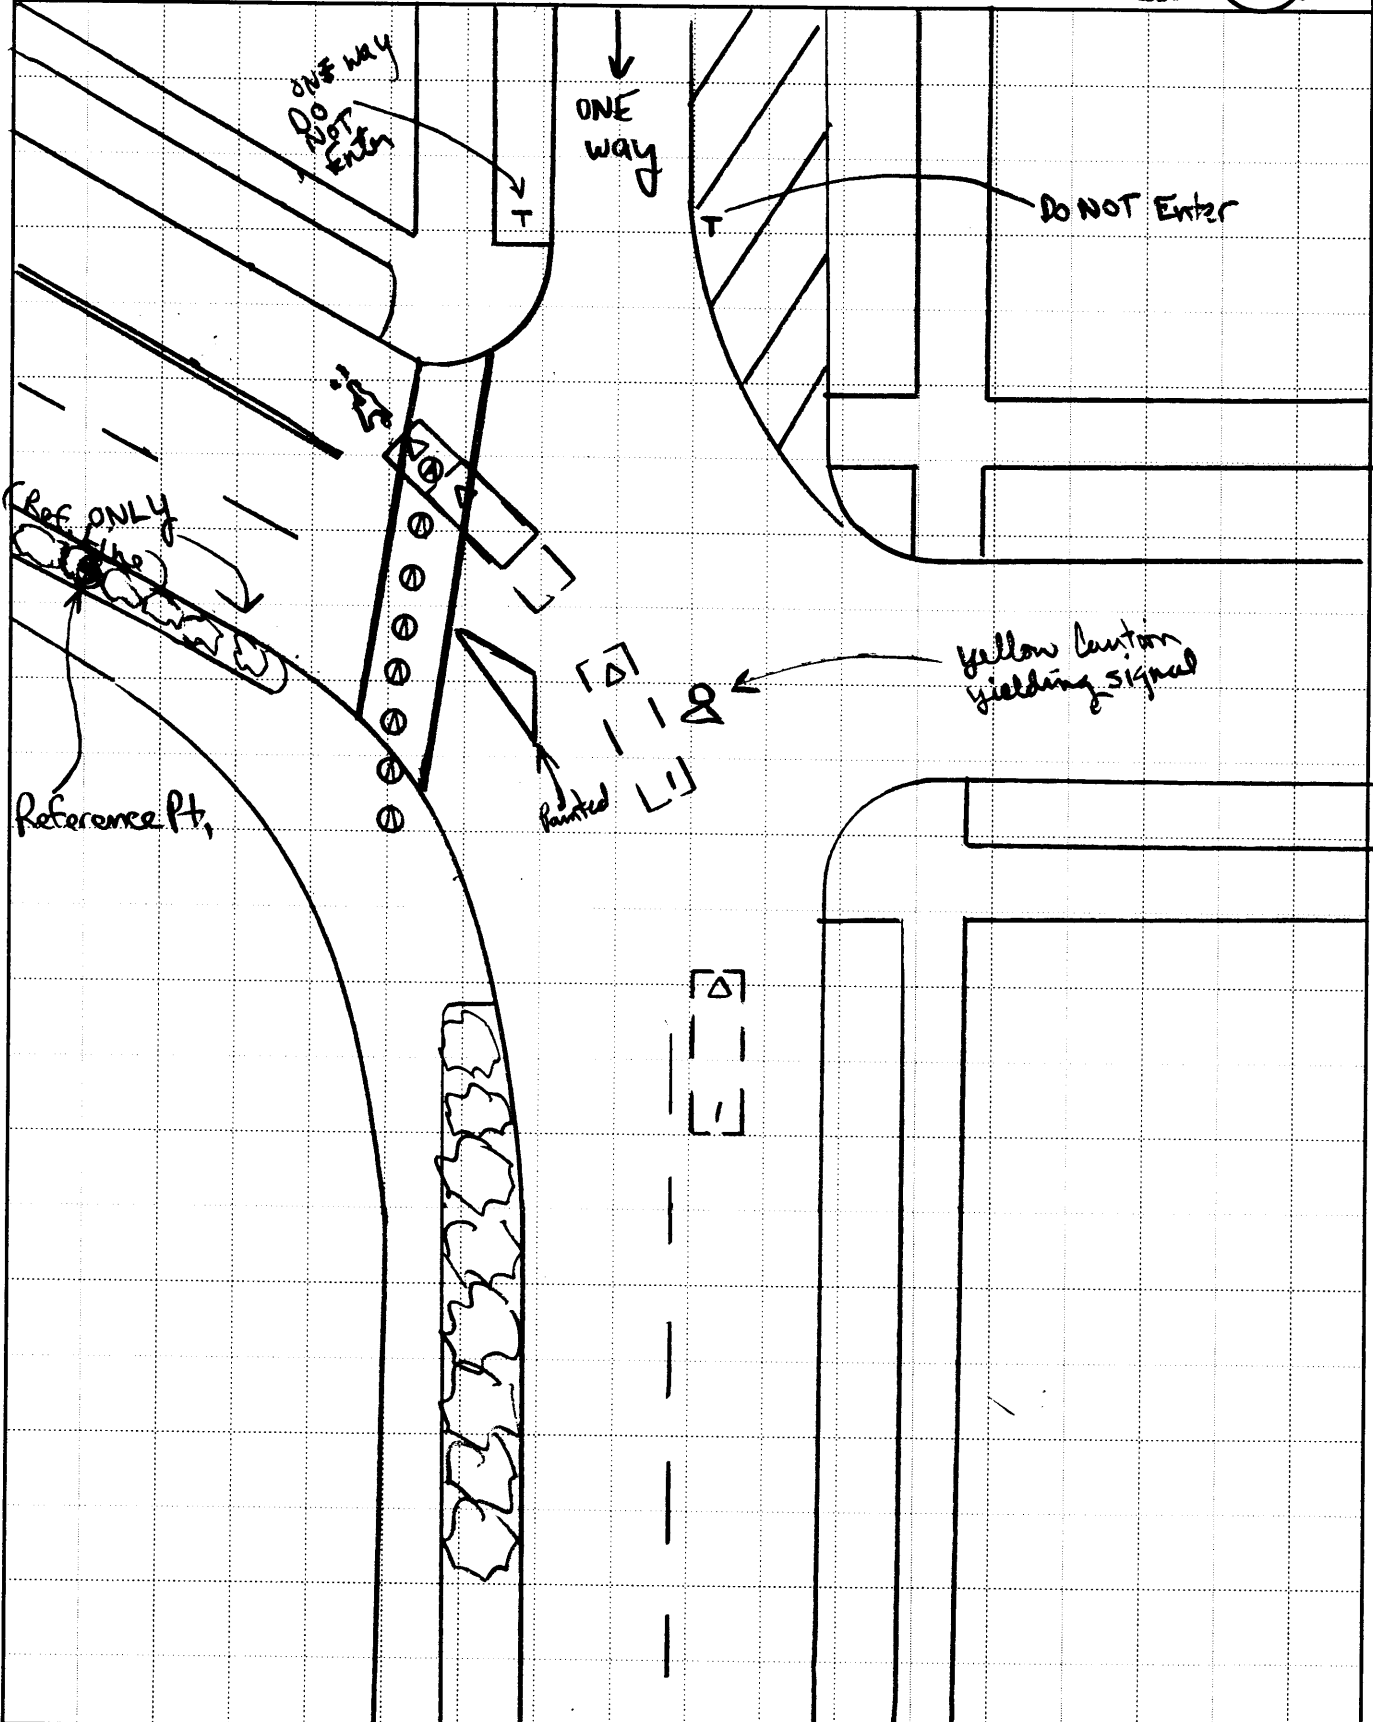 ONE way
DO
NOT
Enter
ONE
way
T
T
Do NOT Enter
(Ref ONLY
Reference Pt.
yellow Caution
yielding signal
Painted